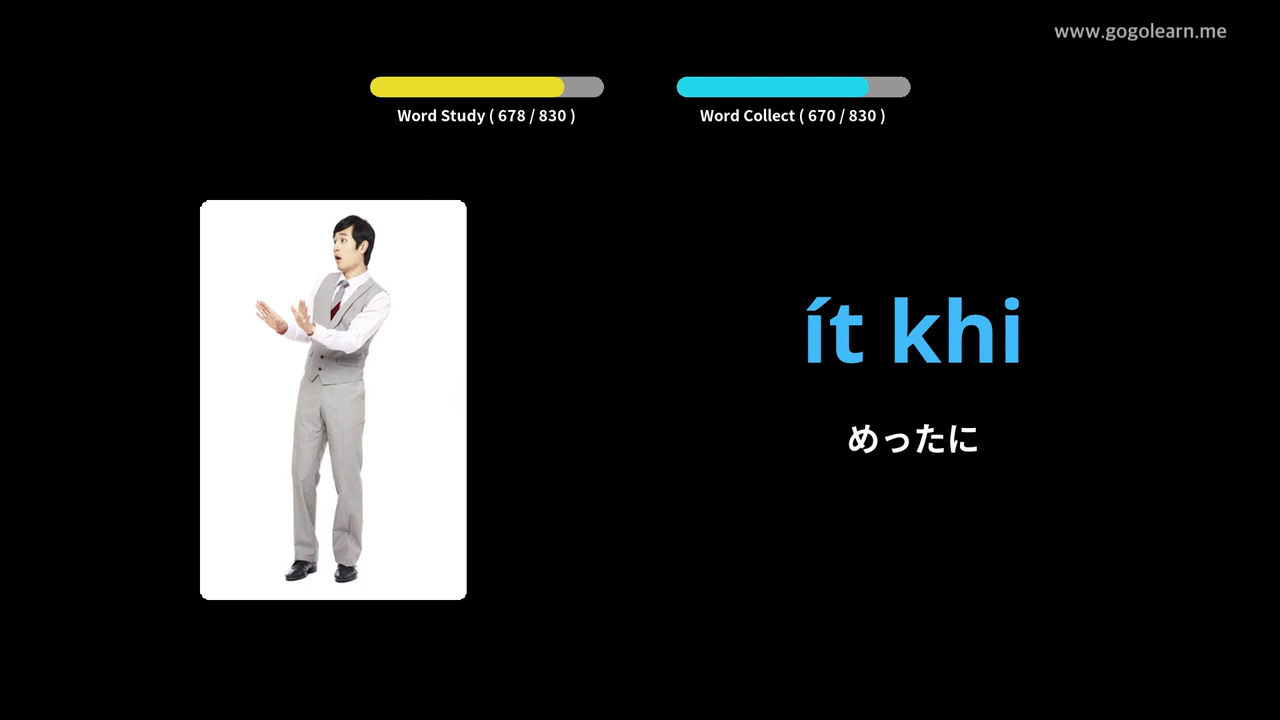 www.gogolearn.me
Word Study ( 678 / 830 )
Word Collect ( 670 / 830 )
ít khi
めったに